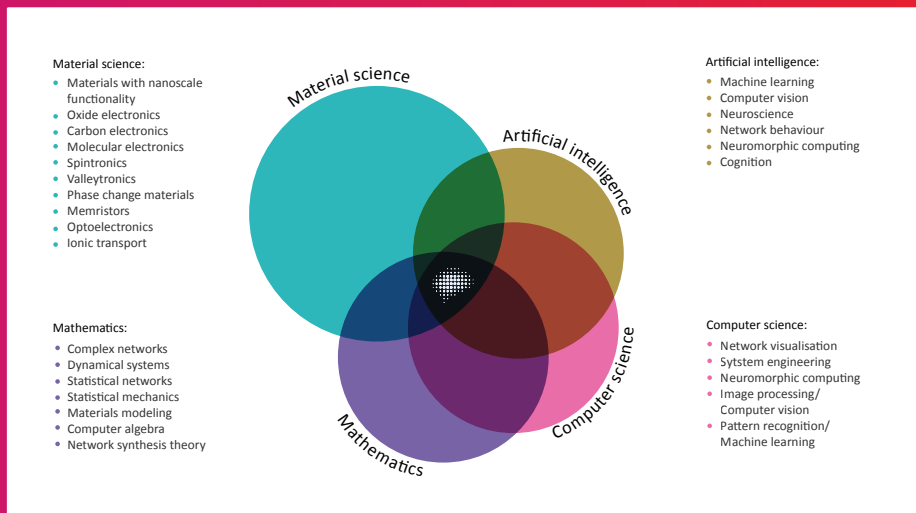 Material science:
Materials with nanoscale
functionality
Oxide electronics
Carbon electronics
Molecular electronics
Spintronics
Valleytronics
Phase change materials
Memristors
Optoelectronics
Ionic transport
Material science
Artificial intelligence
Artificial intelligence:
Machine learning
Computer vision
Neuroscience
Network behaviour
Neuromorphic computing
Cognition
Mathematics:
Complex networks
Dynamical systems
Statistical networks
Statistical mechanics
Materials modeling
Computer algebra
Network synthesis theory
Mathematics
Computer science
Computer science:
Network visualisation
Sytstem engineering
Neuromorphic computing
Image processing/
Computer vision
Pattern recognition/
Machine learning